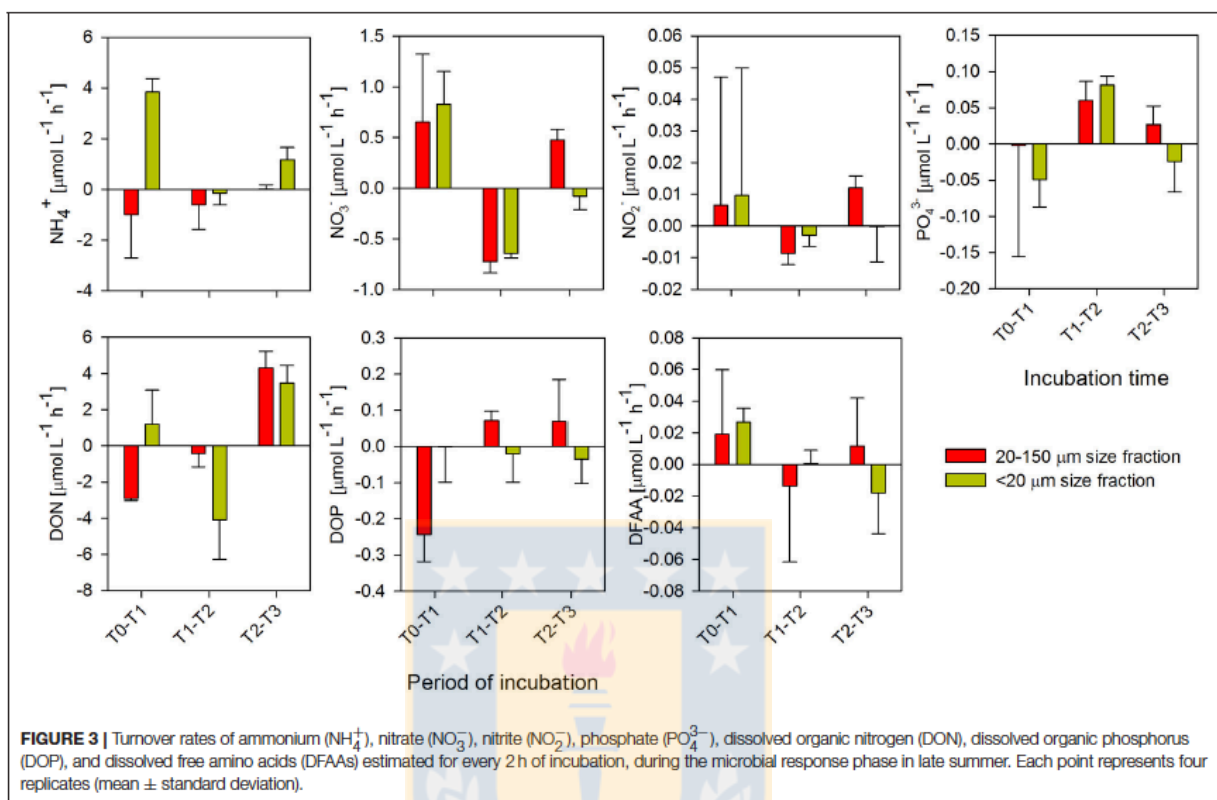 NH₄⁺ [µmol L⁻¹ h⁻¹]
6
4
2
0
-2
-4
NO₃⁻ [µmol L⁻¹ h⁻¹]
1.5
1.0
0.5
0.0
-0.5
-1.0
NO₂⁻ [µmol L⁻¹ h⁻¹]
0.06
0.05
0.04
0.03
0.02
0.01
0.00
-0.01
-0.02
PO₄³⁻ [µmol L⁻¹ h⁻¹]
0.15
0.10
0.05
0.00
-0.05
-0.10
-0.15
-0.20
T0-T1
T1-T2
T2-T3
Incubation time
DON [µmol L⁻¹ h⁻¹]
6
4
2
0
-2
-4
-6
-8
T0-T1
T1-T2
T2-T3
DOP [µmol L⁻¹ h⁻¹]
0.3
0.2
0.1
0.0
-0.1
-0.2
-0.3
0.4
T0-T1
T1-T2
T2-T3
DFAA [µmol L⁻¹ h⁻¹]
0.08
0.06
0.04
0.02
0.00
-0.02
-0.04
-0.06
-0.08
T0-T1
T1-T2
T2-T3
20-150 µm size fraction
<20 µm size fraction
Period of incubation
FIGURE 3 | Turnover rates of ammonium (NH₄⁺), nitrate (NO₃⁻), nitrite (NO₂⁻), phosphate (PO₄³⁻), dissolved organic nitrogen (DON), dissolved organic phosphorus
(DOP), and dissolved free amino acids (DFAAs) estimated for every 2 h of incubation, during the microbial response phase in late summer. Each point represents four
replicates (mean ± standard deviation).